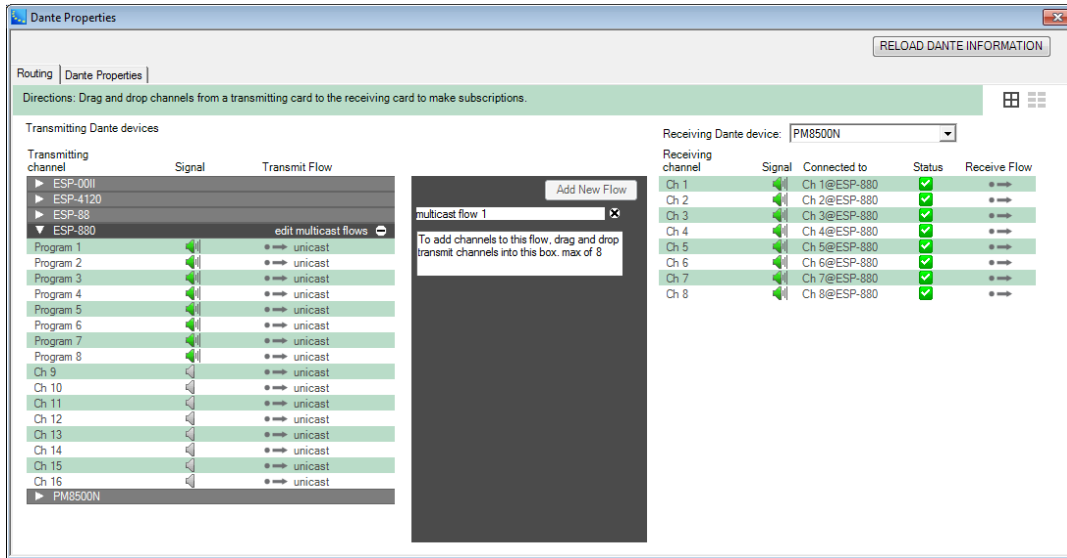 Dante Properties
RELOAD DANTE INFORMATION
Routing Dante Properties
Directions: Drag and drop channels from a transmitting card to the receiving card to make subscriptions.
Transmitting Dante devices
Receiving Dante device: PM8500N
Transmitting
channel Signal Transmit Flow
Receiving
channel Signal Connected to Status Receive Flow
ESP-00II
ESP-4120
ESP-88
ESP-880 edit multicast flows
Program 1 unicast
Program 2 unicast
Program 3 unicast
Program 4 unicast
Program 5 unicast
Program 6 unicast
Program 7 unicast
Program 8 unicast
Ch 9 unicast
Ch 10 unicast
Ch 11 unicast
Ch 12 unicast
Ch 13 unicast
Ch 14 unicast
Ch 15 unicast
Ch 16 unicast
PM8500N
Add New Flow
multicast flow 1
To add channels to this flow, drag and drop
transmit channels into this box. max of 8
Ch 1 Ch 1@ESP-880
Ch 2 Ch 2@ESP-880
Ch 3 Ch 3@ESP-880
Ch 4 Ch 4@ESP-880
Ch 5 Ch 5@ESP-880
Ch 6 Ch 6@ESP-880
Ch 7 Ch 7@ESP-880
Ch 8 Ch 8@ESP-880